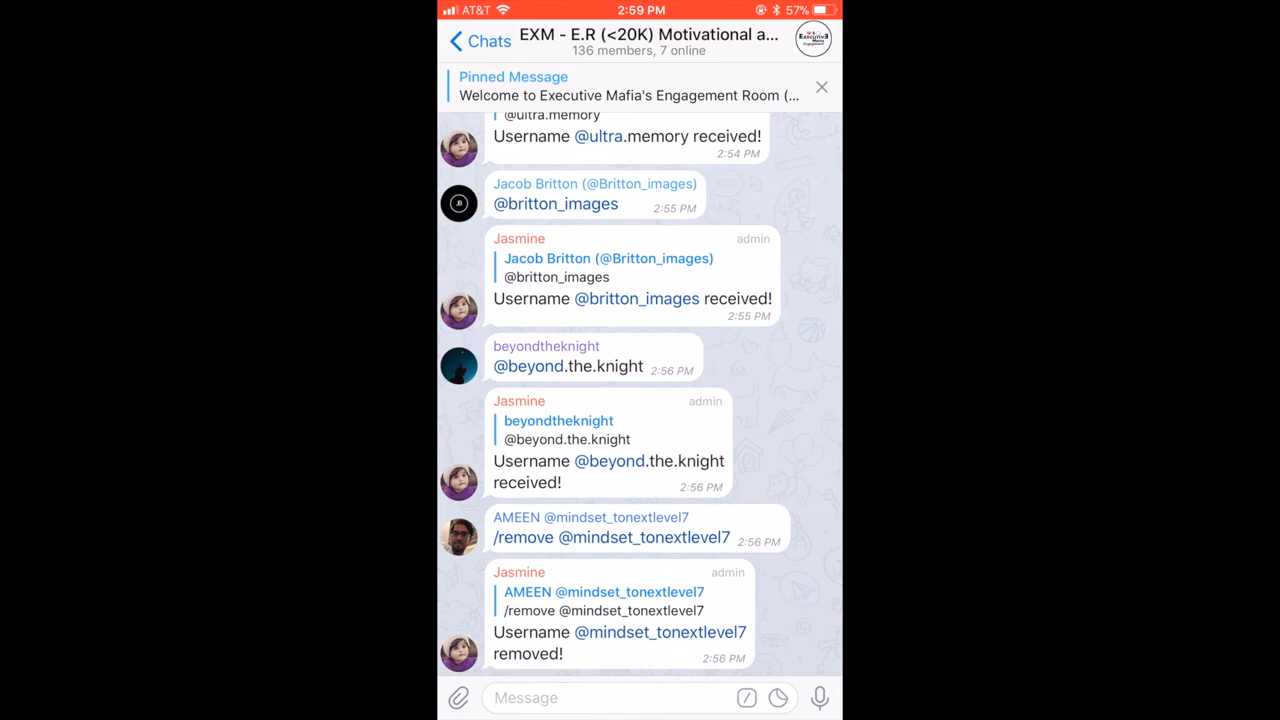 AT&T 2:59 PM 57%
Chats EXM - E.R (<20K) Motivational a...
136 members, 7 online
Pinned Message
Welcome to Executive Mafia's Engagement Room (...
@ultra.memory
Username @ultra.memory received!
2:54 PM
Jacob Britton (@Britton_images)
@britton_images 2:55 PM
Jasmine admin
Jacob Britton (@Britton_images)
@britton_images
Username @britton_images received!
2:55 PM
beyondtheknight
@beyond.the.knight 2:56 PM
Jasmine admin
beyondtheknight
@beyond.the.knight
Username @beyond.the.knight
received! 2:56 PM
AMEEN @mindset_tonextlevel7
/remove @mindset_tonextlevel7 2:56 PM
Jasmine admin
AMEEN @mindset_tonextlevel7
/remove @mindset_tonextlevel7
Username @mindset_tonextlevel7
removed! 2:56 PM
Message